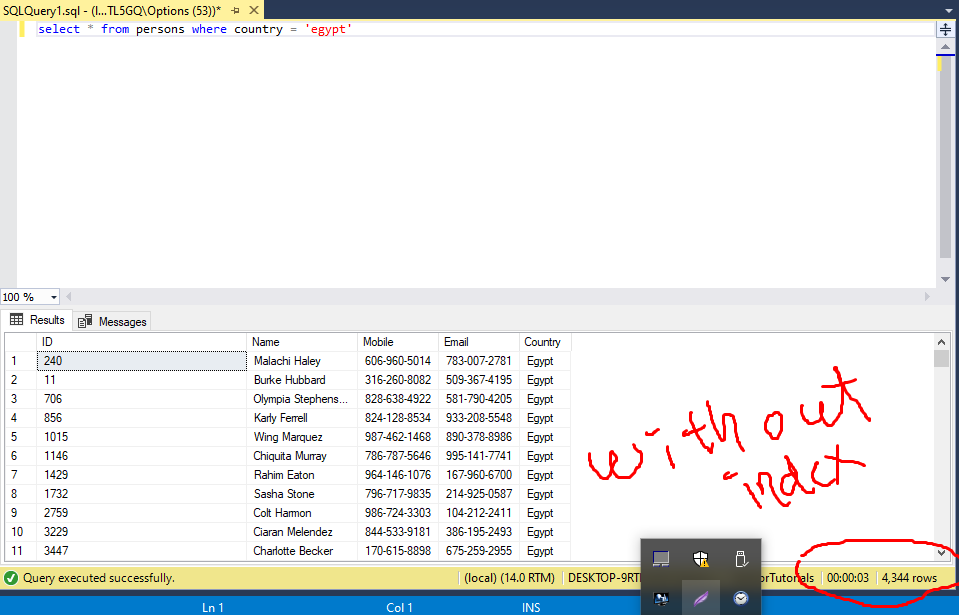 SQLQuery1.sql - (l...TL5GQ\Options (53))*
select * from persons where country = 'egypt'
100 %
Results Messages
ID Name Mobile Email Country
1 240 Malachi Haley 606-960-5014 783-007-2781 Egypt
2 11 Burke Hubbard 316-260-8082 509-367-4195 Egypt
3 706 Olympia Stephens... 828-638-4922 581-790-4205 Egypt
4 856 Karly Ferrell 824-128-8534 933-208-5548 Egypt
5 1015 Wing Marquez 987-462-1468 890-378-8986 Egypt
6 1146 Chiquita Murray 786-787-5646 995-141-7741 Egypt
7 1429 Rahim Eaton 964-146-1076 167-960-6700 Egypt
8 1732 Sasha Stone 796-717-9835 214-925-0587 Egypt
9 2759 Colt Harmon 986-724-3303 104-212-2411 Egypt
10 3229 Ciaran Melendez 844-533-9181 386-195-2493 Egypt
11 3447 Charlotte Becker 170-615-8898 675-259-2955 Egypt
without
Query executed successfully. (local) (14.0 RTM) DESKTOP-9RT orTutorials 00:00:03 4,344 rows
Ln 1 Col 1 INS